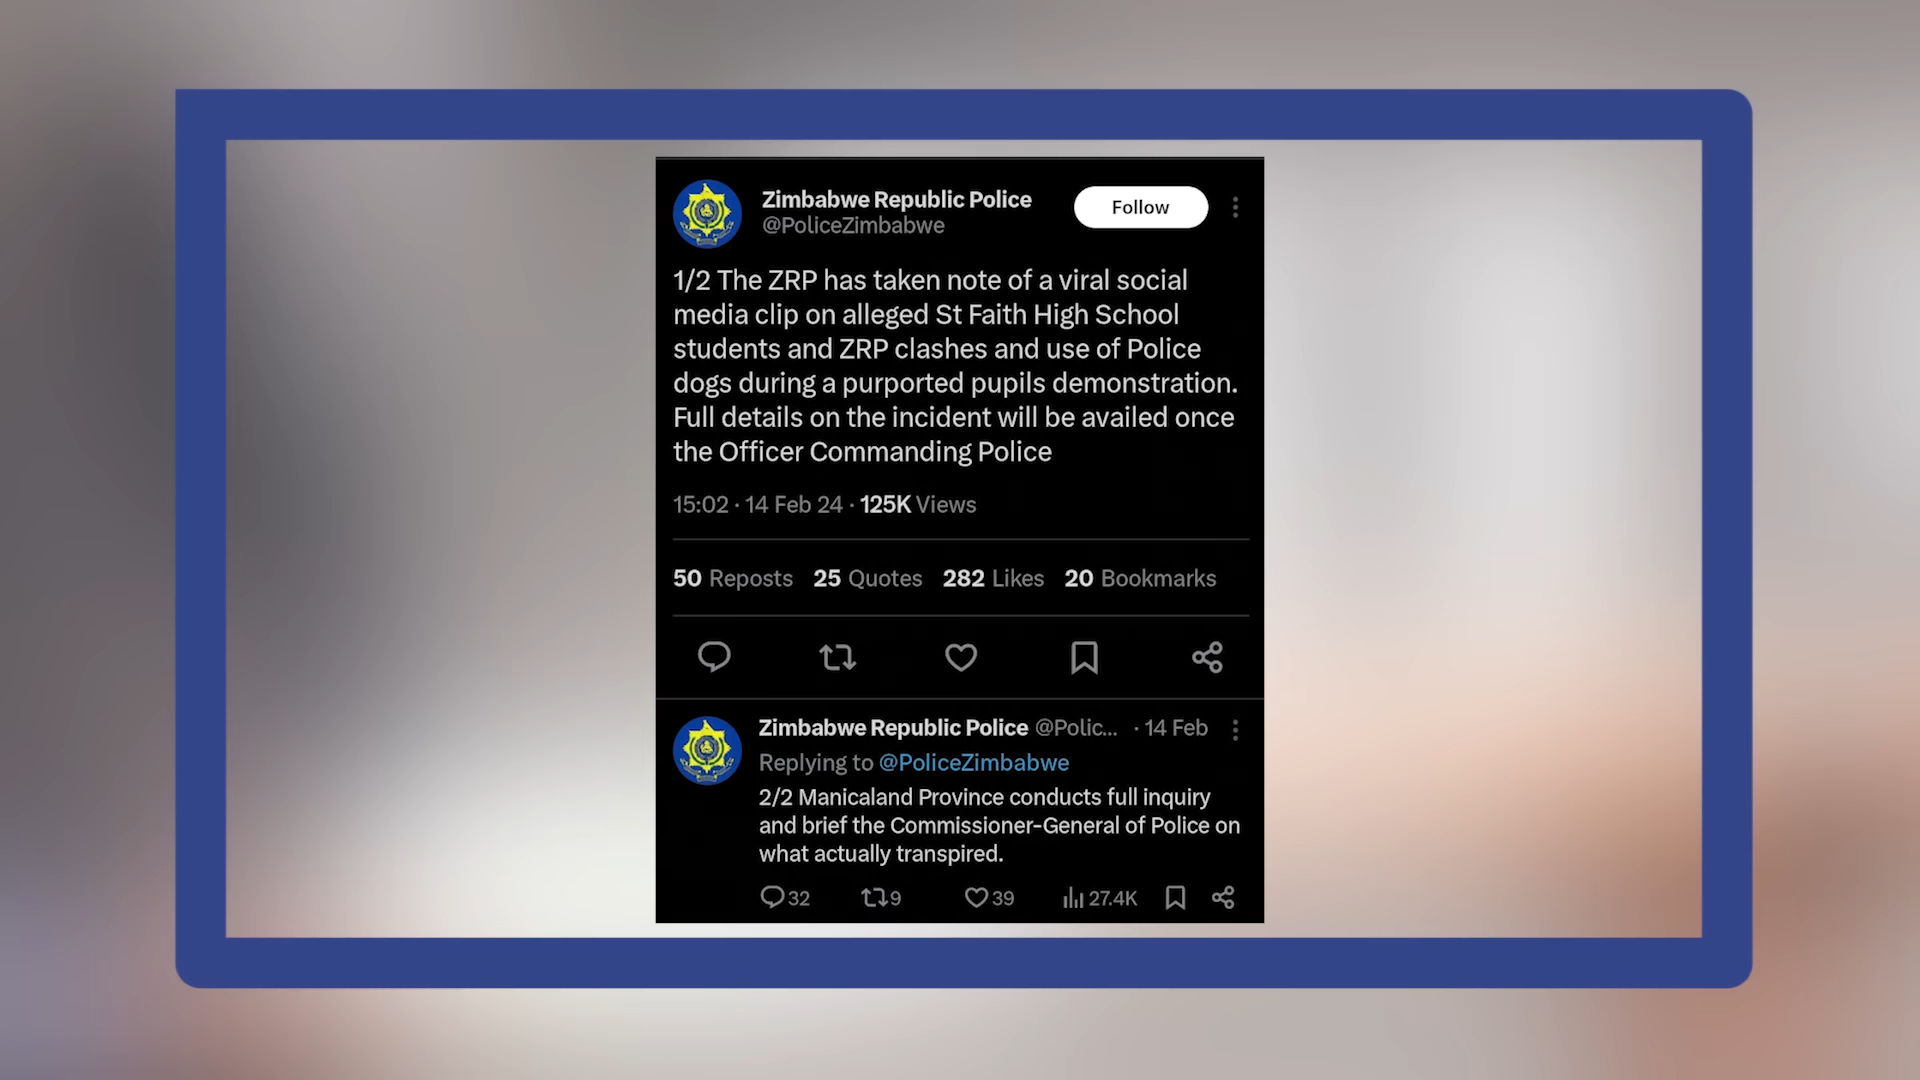 Zimbabwe Republic Police
@PoliceZimbabwe
Follow
1/2 The ZRP has taken note of a viral social
media clip on alleged St Faith High School
students and ZRP clashes and use of Police
dogs during a purported pupils demonstration.
Full details on the incident will be availed once
the Officer Commanding Police
15:02 · 14 Feb 24 · 125K Views
50 Reposts 25 Quotes 282 Likes 20 Bookmarks
Zimbabwe Republic Police @Polic... · 14 Feb
Replying to @PoliceZimbabwe
2/2 Manicaland Province conducts full inquiry
and brief the Commissioner-General of Police on
what actually transpired.
32 9 39 27.4K